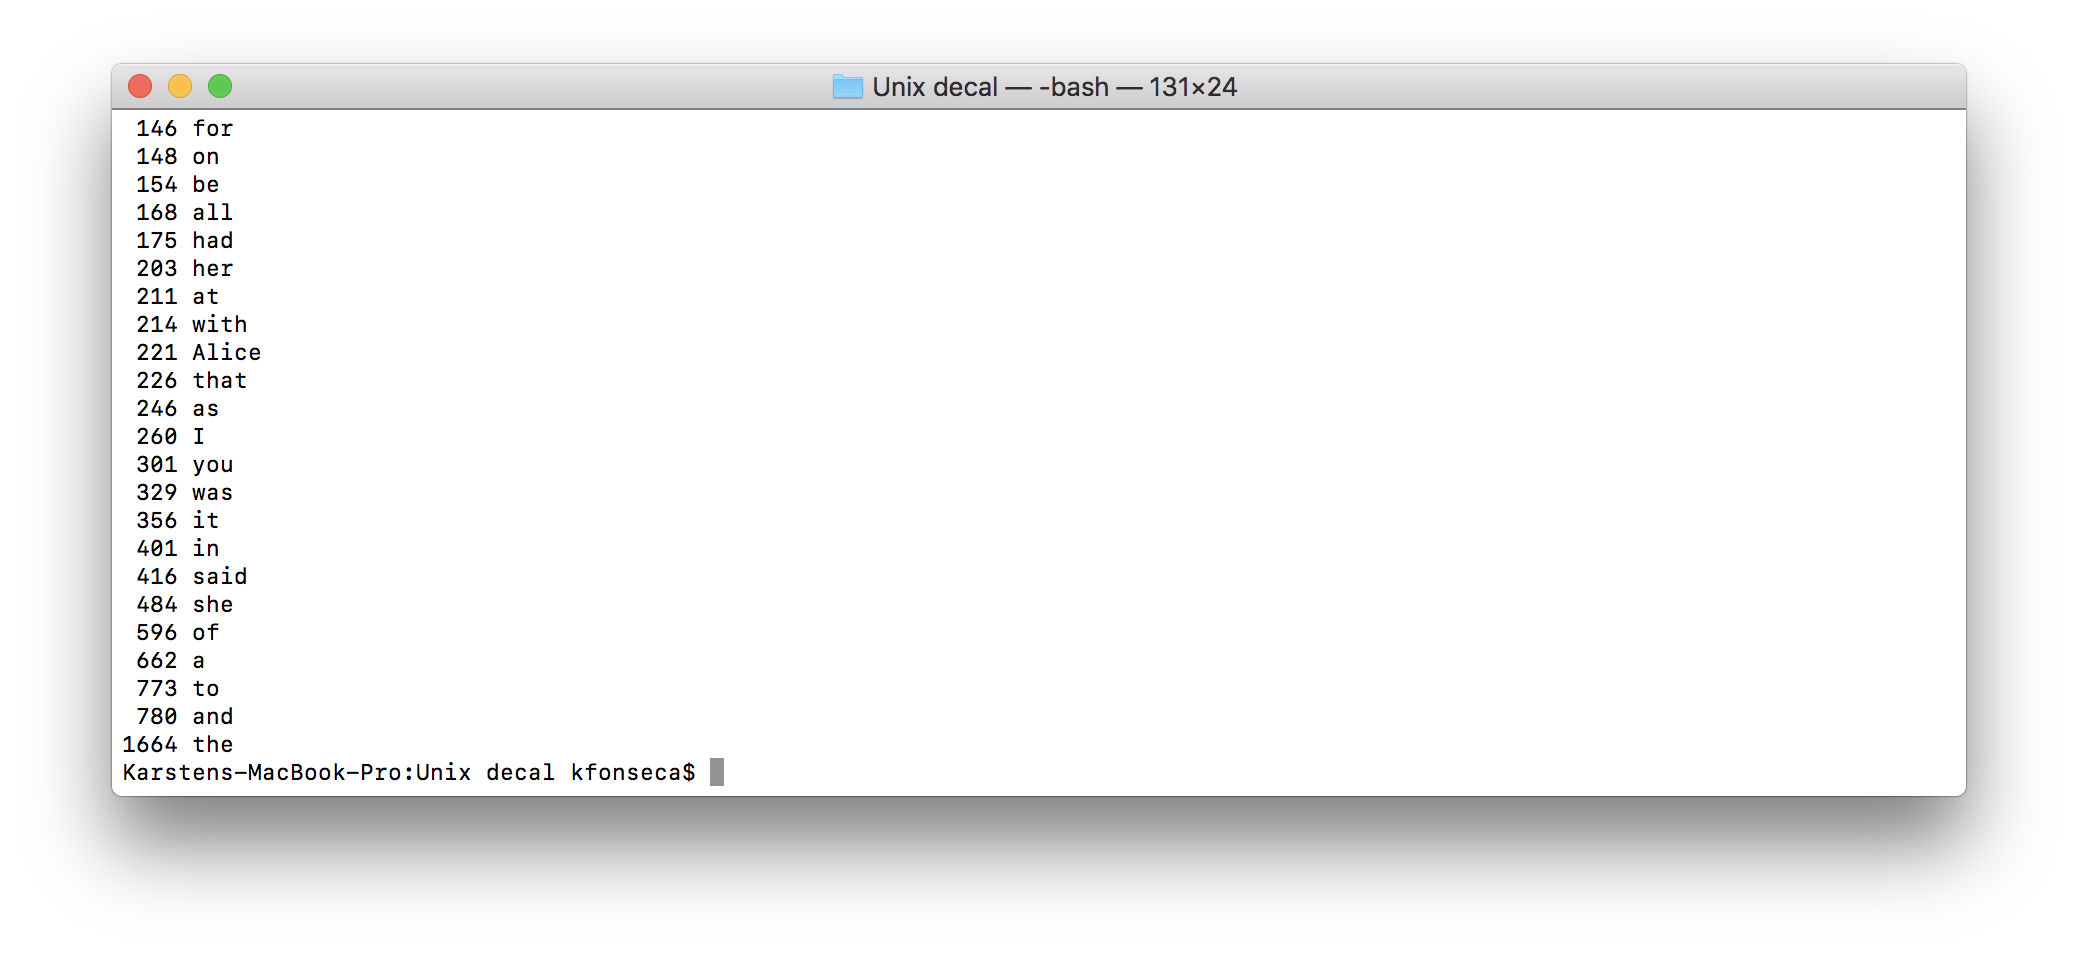 Unix decal — -bash — 131×24
146 for
148 on
154 be
168 all
175 had
203 her
211 at
214 with
221 Alice
226 that
246 as
260 I
301 you
329 was
356 it
401 in
416 said
484 she
596 of
662 a
773 to
780 and
1664 the
Karstens-MacBook-Pro:Unix decal kfonseca$